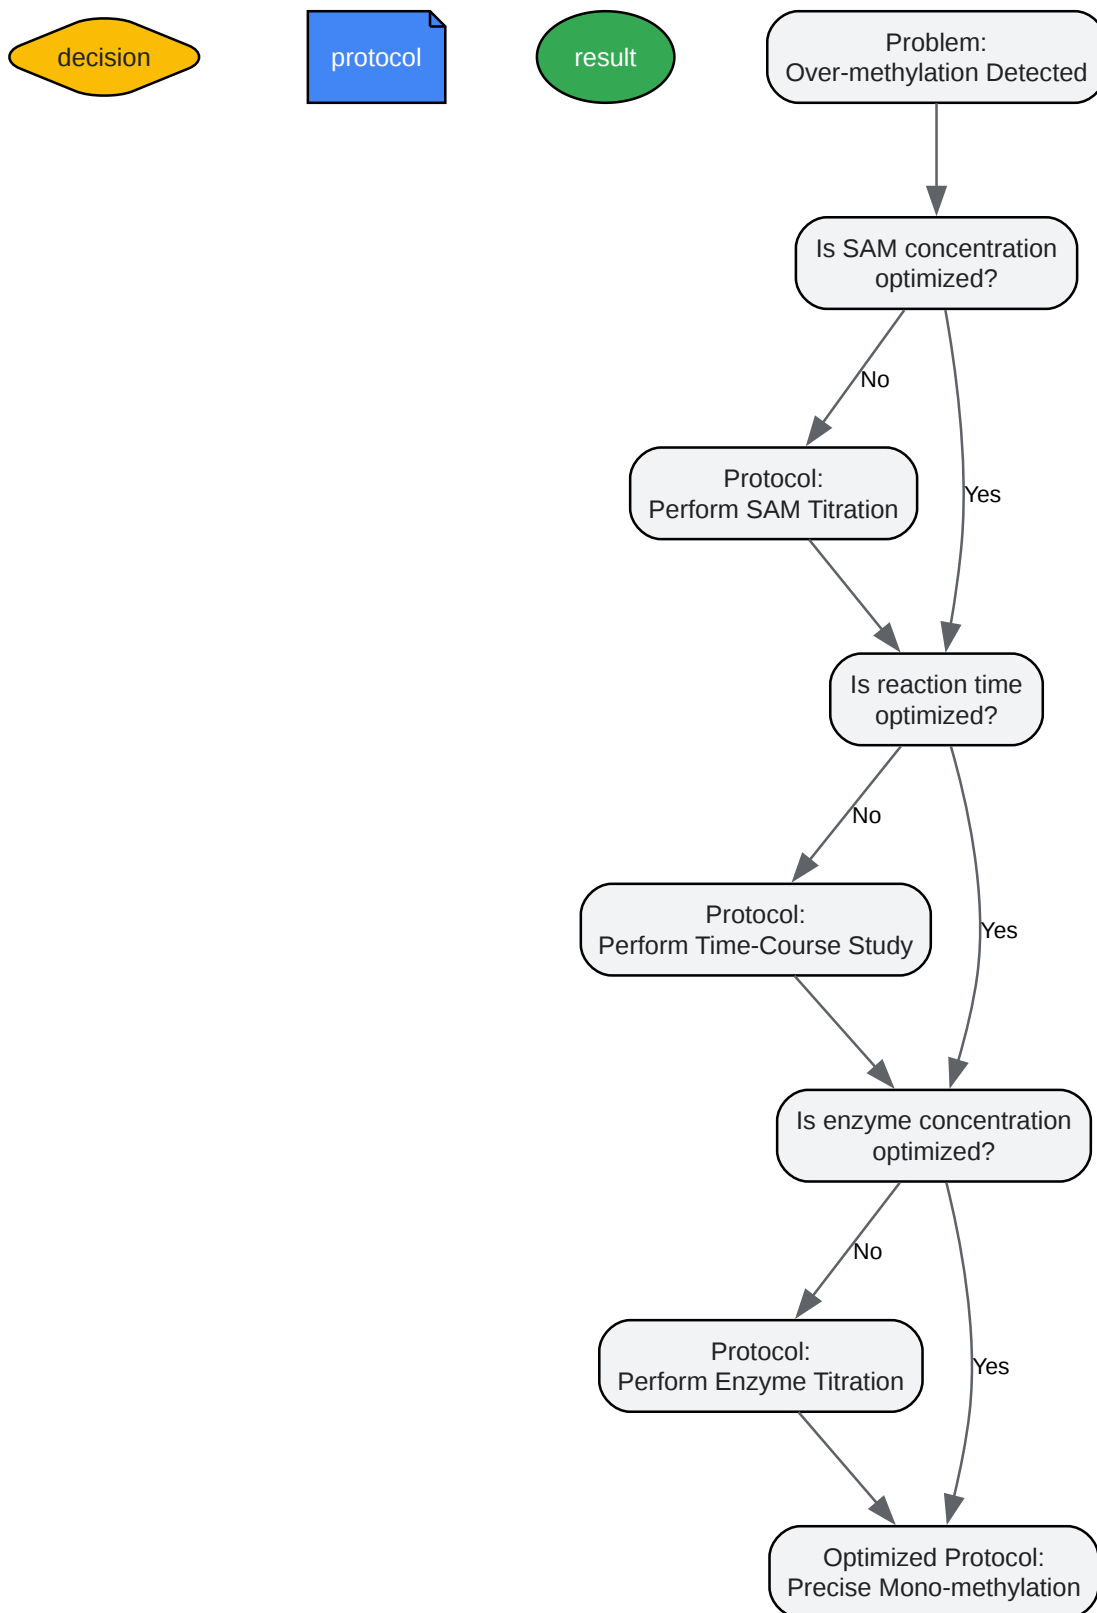 decision
protocol
result
Problem:
Over-methylation Detected
Is SAM concentration
optimized?
No
Protocol:
Perform SAM Titration
Yes
Is reaction time
optimized?
No
Protocol:
Perform Time-Course Study
Yes
Is enzyme concentration
optimized?
No
Protocol:
Perform Enzyme Titration
Yes
Optimized Protocol:
Precise Mono-methylation